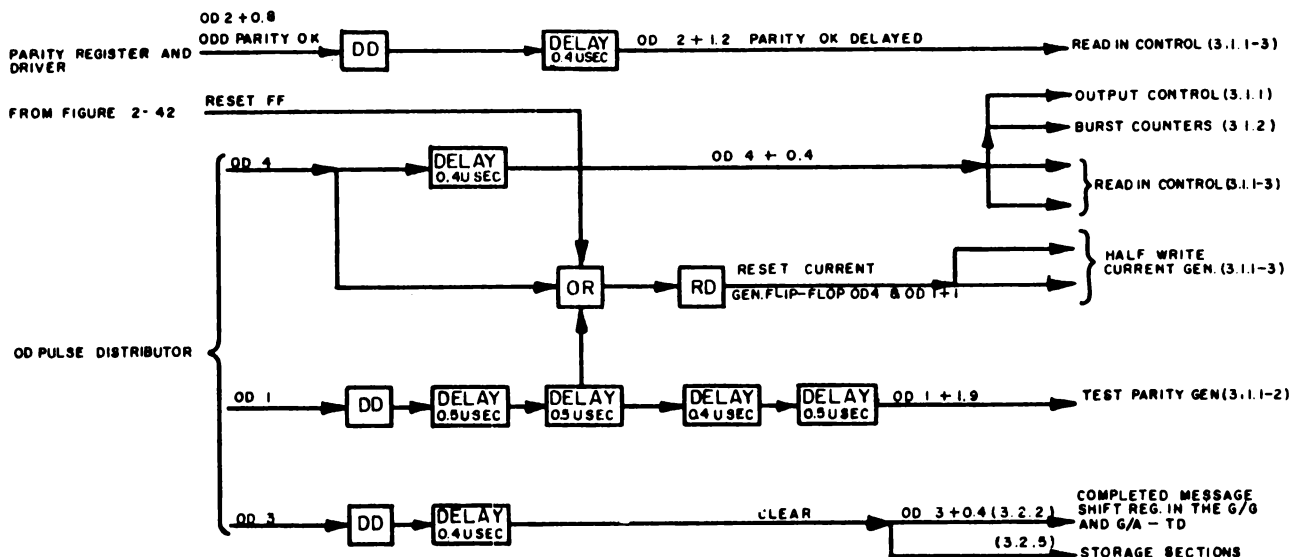 OD 2 + 0.8
ODD PARITY OK
PARITY REGISTER AND
DRIVER
DD
DELAY
0.4 USEC
OD 2 + 1.2 PARITY OK DELAYED
READ IN CONTROL (3.1.1-3)
FROM FIGURE 2-42
RESET FF
OUTPUT CONTROL (3.1.1)
BURST COUNTERS (3.1.2)
OD 4
DELAY
0.4 USEC
OD 4 + 0.4
READ IN CONTROL (3.1.1-3)
OR
RD
RESET CURRENT
GEN. FLIP-FLOP OD4 & OD 1+1
HALF WRITE
CURRENT GEN. (3.1.1-3)
OD PULSE DISTRIBUTOR
OD 1
DD
DELAY
0.5 USEC
DELAY
0.5 USEC
DELAY
0.4 USEC
DELAY
0.5 USEC
OD 1 + 1.9
TEST PARITY GEN (3.1.1-2)
OD 3
DD
DELAY
0.4 USEC
CLEAR
OD 3+0.4 (3.2.2)
COMPLETED MESSAGE
SHIFT REG. IN THE G/G
AND G/A - TD
(3.2.5)
STORAGE SECTIONS